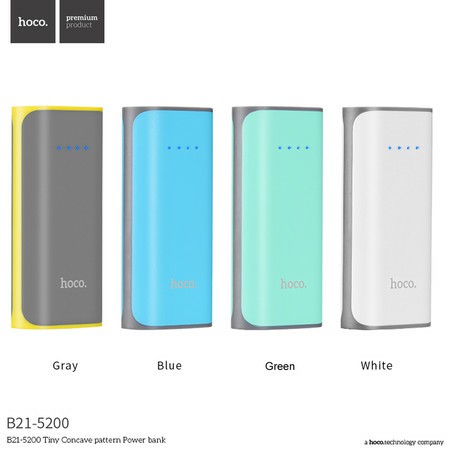 hoco.
premium
product
hoco.
hoco.
hoco.
hoco.
Gray
Blue
Green
White
B21-5200
B21-5200 Tiny Concave pattern Power bank
a hoco.technology company